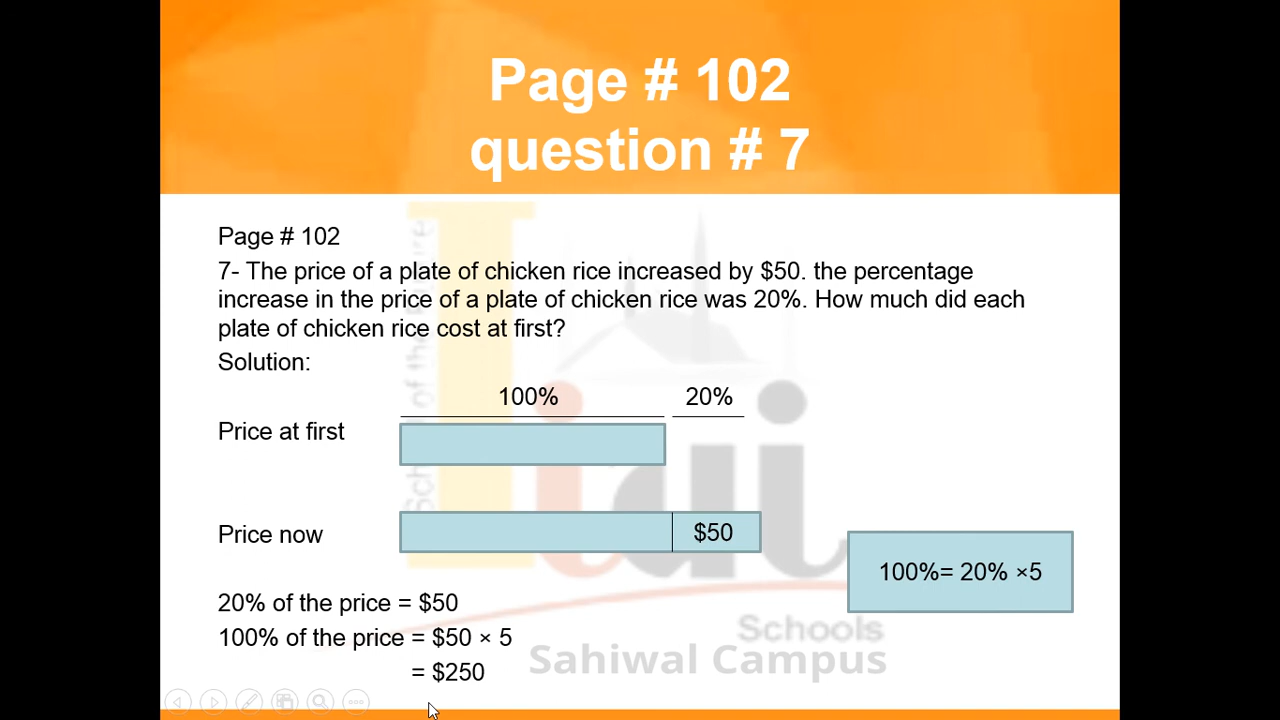 Page # 102
question # 7
Page # 102
7- The price of a plate of chicken rice increased by $50. the percentage
increase in the price of a plate of chicken rice was 20%. How much did each
plate of chicken rice cost at first?
Solution:
100% 20%
Price at first
Price now $50
100%= 20% ×5
20% of the price = $50
100% of the price = $50 × 5
= $250
Schools
Sahiwal Campus